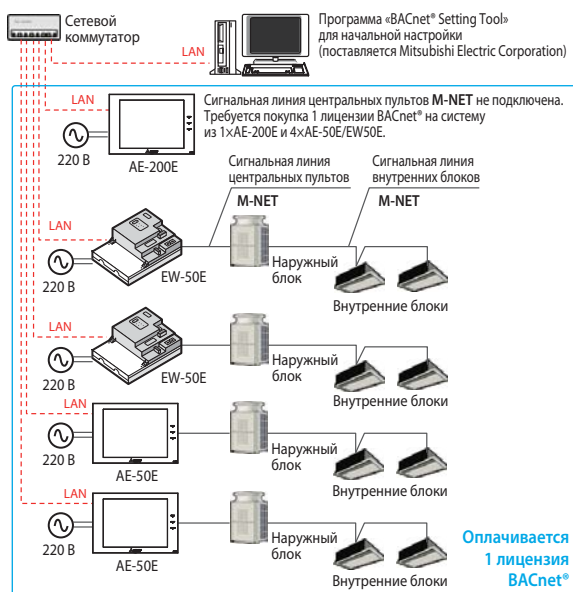 Сетевой
коммутатор
LAN
Программа «BACnet® Setting Tool»
для начальной настройки
(поставляется Mitsubishi Electric Corporation)
LAN
220 В
AE-200E
Сигнальная линия центральных пультов M-NET не подключена.
Требуется покупка 1 лицензии BACnet® на систему
из 1×AE-200E и 4×AE-50E/EW50E.
Сигнальная линия
центральных пультов
M-NET
Сигнальная линия
внутренних блоков
M-NET
LAN
220 В
EW-50E
Наружный
блок
Внутренние блоки
LAN
220 В
EW-50E
Наружный
блок
Внутренние блоки
LAN
220 В
AE-50E
Наружный
блок
Внутренние блоки
LAN
220 В
AE-50E
Наружный
блок
Внутренние блоки
Оплачивается
1 лицензия
BACnet®